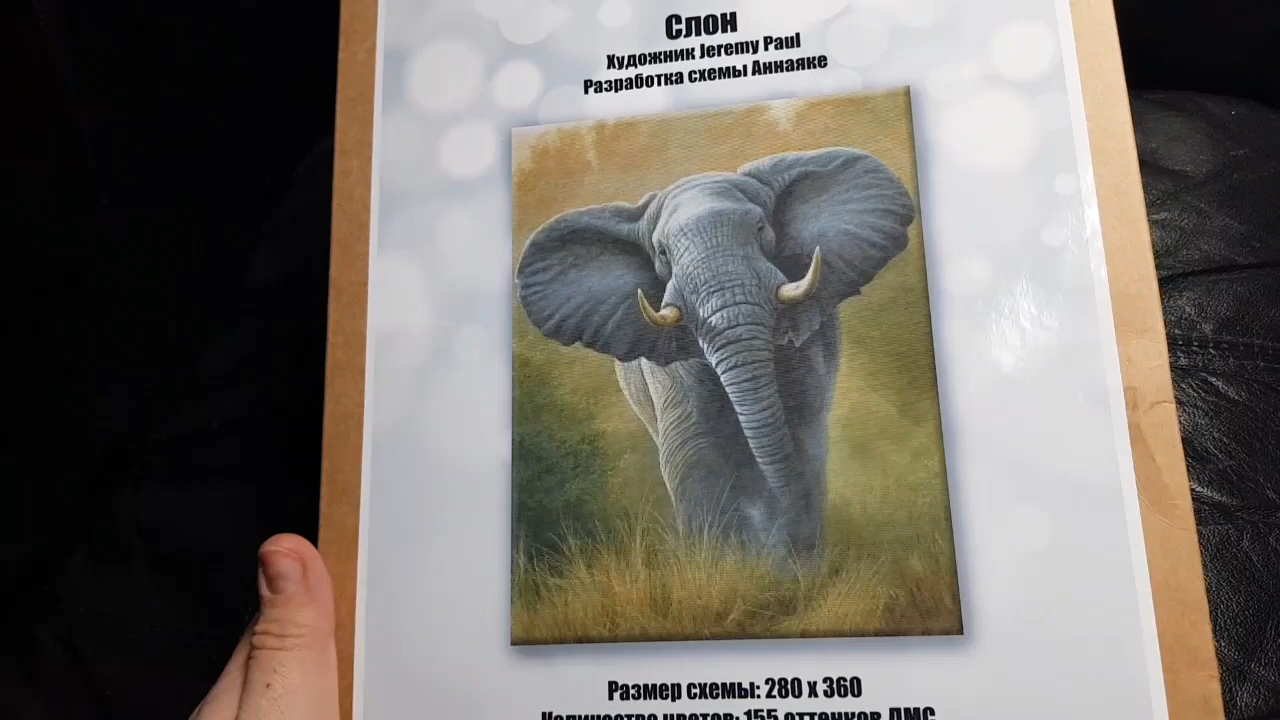 Слон
Художник Jeremy Paul
Разработка схемы Аннаяке
Размер схемы: 280 x 360
Количество цветов: 155 оттенков ДМС